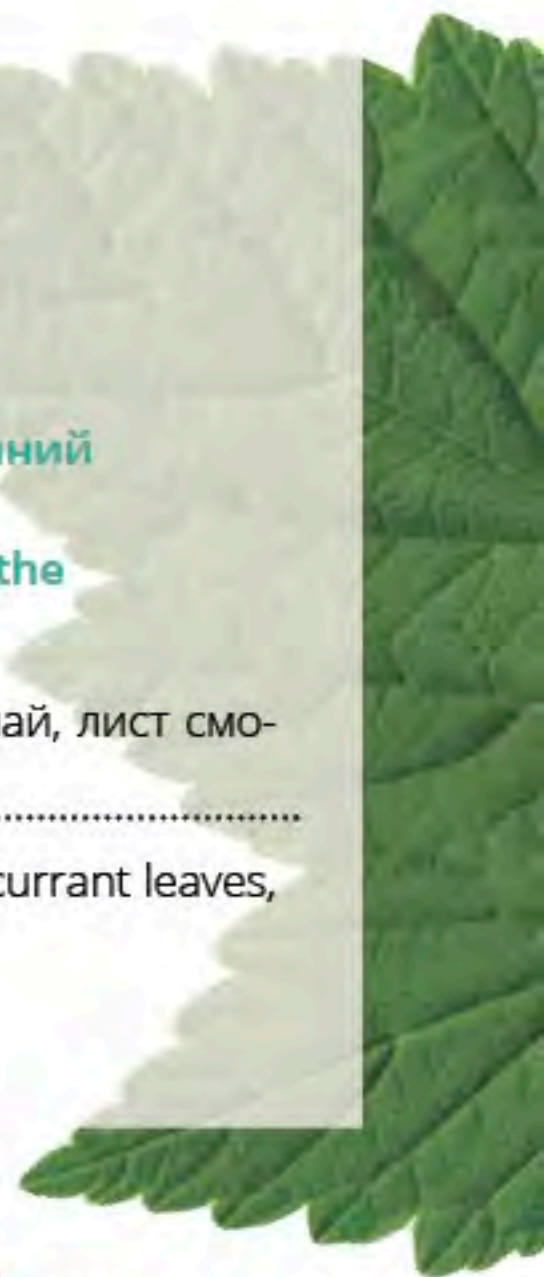 ний
the
ай, лист смо-
currant leaves,